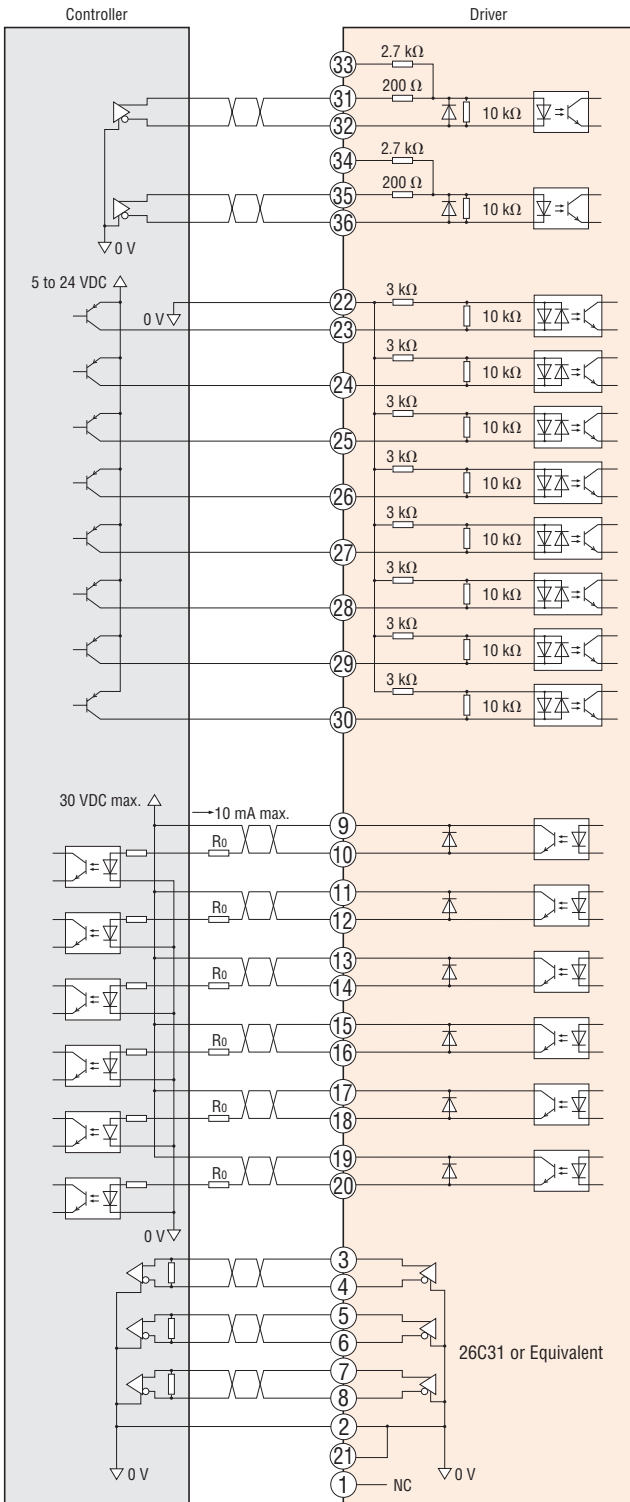 Controller
Driver
33
2.7 kΩ
31
200 Ω
32
10 kΩ
34
2.7 kΩ
35
200 Ω
36
10 kΩ
0 V
5 to 24 VDC
0 V
22
3 kΩ
23
10 kΩ
3 kΩ
24
10 kΩ
3 kΩ
25
10 kΩ
3 kΩ
26
10 kΩ
3 kΩ
27
10 kΩ
3 kΩ
28
10 kΩ
3 kΩ
29
10 kΩ
3 kΩ
30
10 kΩ
30 VDC max.
10 mA max.
9
R0
10
11
R0
12
13
R0
14
15
R0
16
17
R0
18
19
R0
20
0 V
3
4
5
6
26C31 or Equivalent
7
8
2
21
0 V
0 V
1
NC